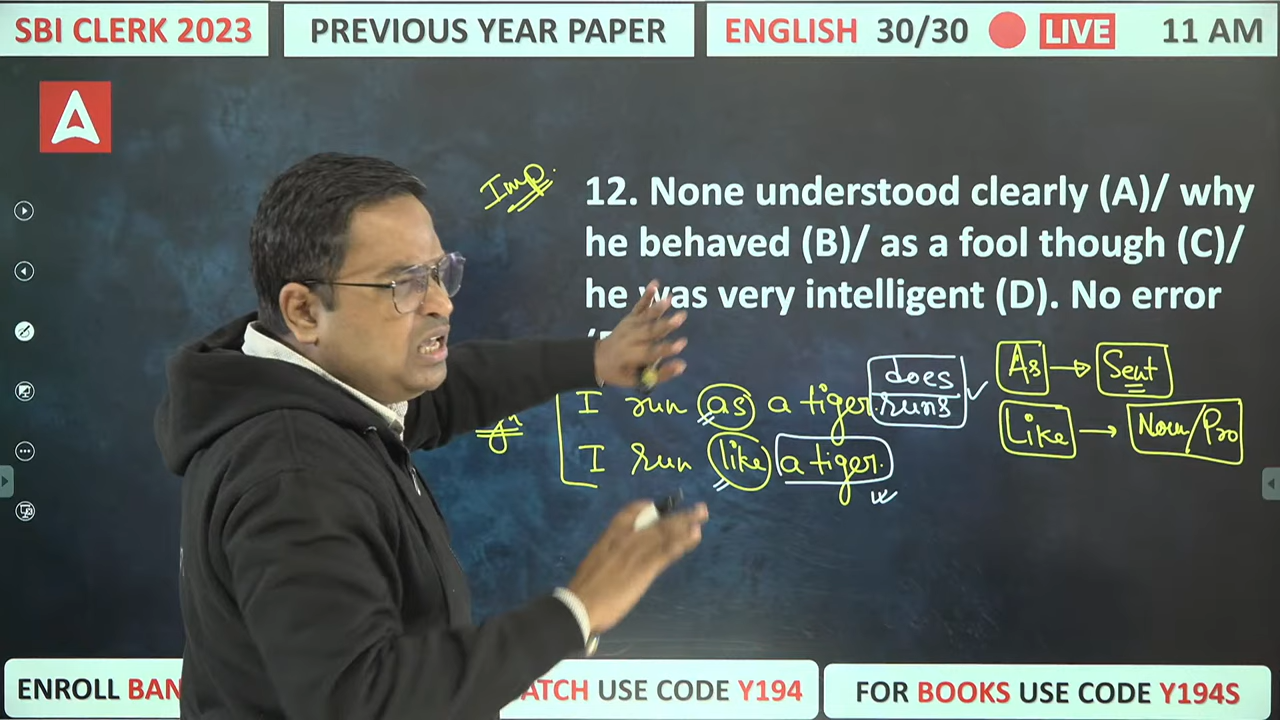 SBI CLERK 2023
PREVIOUS YEAR PAPER
ENGLISH 30/30 LIVE 11 AM
A
Imp.
12. None understood clearly (A)/ why
he behaved (B)/ as a fool though (C)/
he was very intelligent (D). No error
I run as a tiger. does
runs
I run like a tiger.
As → Sent
Like → Noun/Pro
ENROLL BAN
ATCH USE CODE Y194
FOR BOOKS USE CODE Y194S